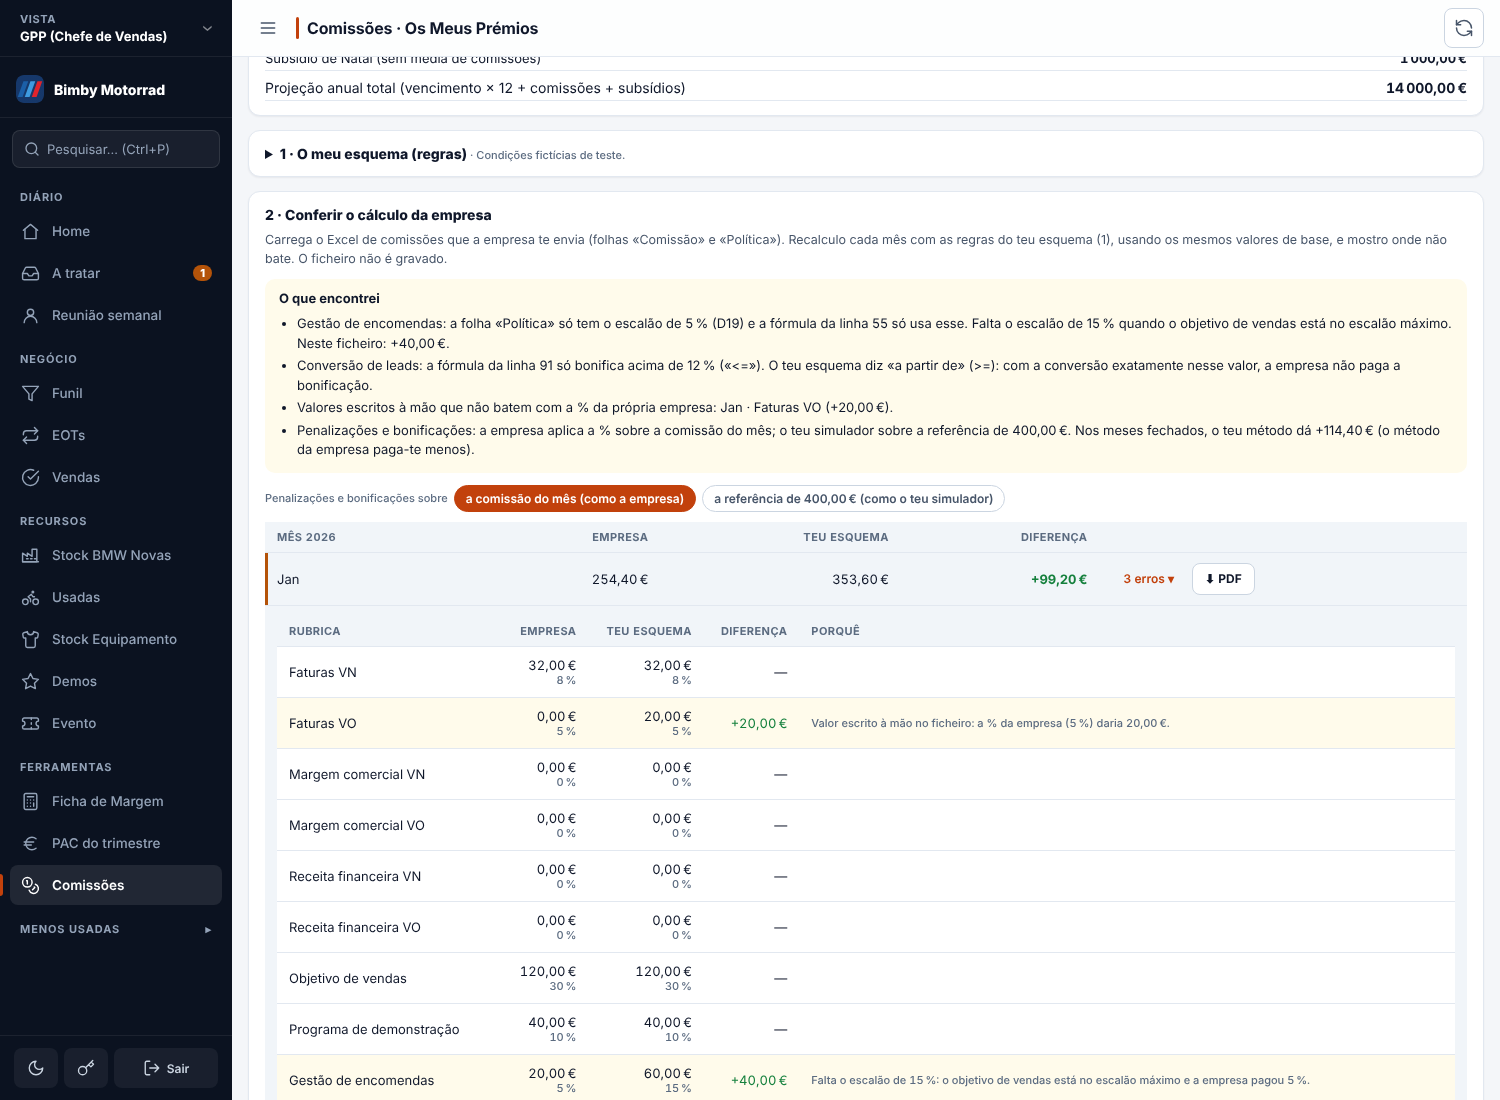 VISTA
GPP (Chefe de Vendas)
Bimby Motorrad
Pesquisar... (Ctrl+P)
DIÁRIO
Home
A tratar
1
Reunião semanal
NEGÓCIO
Funil
EOTs
Vendas
RECURSOS
Stock BMW Novas
Usadas
Stock Equipamento
Demos
Evento
FERRAMENTAS
Ficha de Margem
PAC do trimestre
Comissões
MENOS USADAS
Sair
Comissões · Os Meus Prémios
Subsídio de Natal (sem média de comissões) 1 000,00 €
Projeção anual total (vencimento × 12 + comissões + subsídios) 14 000,00 €
1 · O meu esquema (regras) · Condições fictícias de teste.
2 · Conferir o cálculo da empresa
Carrega o Excel de comissões que a empresa te envia (folhas «Comissão» e «Política»). Recalculo cada mês com as regras do teu esquema (1), usando os mesmos valores de base, e mostro onde não
bate. O ficheiro não é gravado.
O que encontrei
• Gestão de encomendas: a folha «Política» só tem o escalão de 5 % (D19) e a fórmula da linha 55 só usa esse. Falta o escalão de 15 % quando o objetivo de vendas está no escalão máximo.
Neste ficheiro: +40,00 €.
• Conversão de leads: a fórmula da linha 91 só bonifica acima de 12 % («<=»). O teu esquema diz «a partir de» (>=): com a conversão exatamente nesse valor, a empresa não paga a
bonificação.
• Valores escritos à mão que não batem com a % da própria empresa: Jan · Faturas VO (+20,00 €).
• Penalizações e bonificações: a empresa aplica a % sobre a comissão do mês; o teu simulador sobre a referência de 400,00 €. Nos meses fechados, o teu método dá +114,40 € (o método
da empresa paga-te menos).
Penalizações e bonificações sobre a comissão do mês (como a empresa) a referência de 400,00 € (como o teu simulador)
MÊS 2026 EMPRESA TEU ESQUEMA DIFERENÇA
Jan 254,40 € 353,60 € +99,20 € 3 erros ▾ ⬇ PDF
RUBRICA EMPRESA TEU ESQUEMA DIFERENÇA PORQUÊ
Faturas VN 32,00 € 32,00 € —
8 % 8 %
Faturas VO 0,00 € 20,00 € +20,00 € Valor escrito à mão no ficheiro: a % da empresa (5 %) daria 20,00 €.
5 % 5 %
Margem comercial VN 0,00 € 0,00 € —
0 % 0 %
Margem comercial VO 0,00 € 0,00 € —
0 % 0 %
Receita financeira VN 0,00 € 0,00 € —
0 % 0 %
Receita financeira VO 0,00 € 0,00 € —
0 % 0 %
Objetivo de vendas 120,00 € 120,00 € —
30 % 30 %
Programa de demonstração 40,00 € 40,00 € —
10 % 10 %
Gestão de encomendas 20,00 € 60,00 € +40,00 € Falta o escalão de 15 %: o objetivo de vendas está no escalão máximo e a empresa pagou 5 %.
5 % 15 %